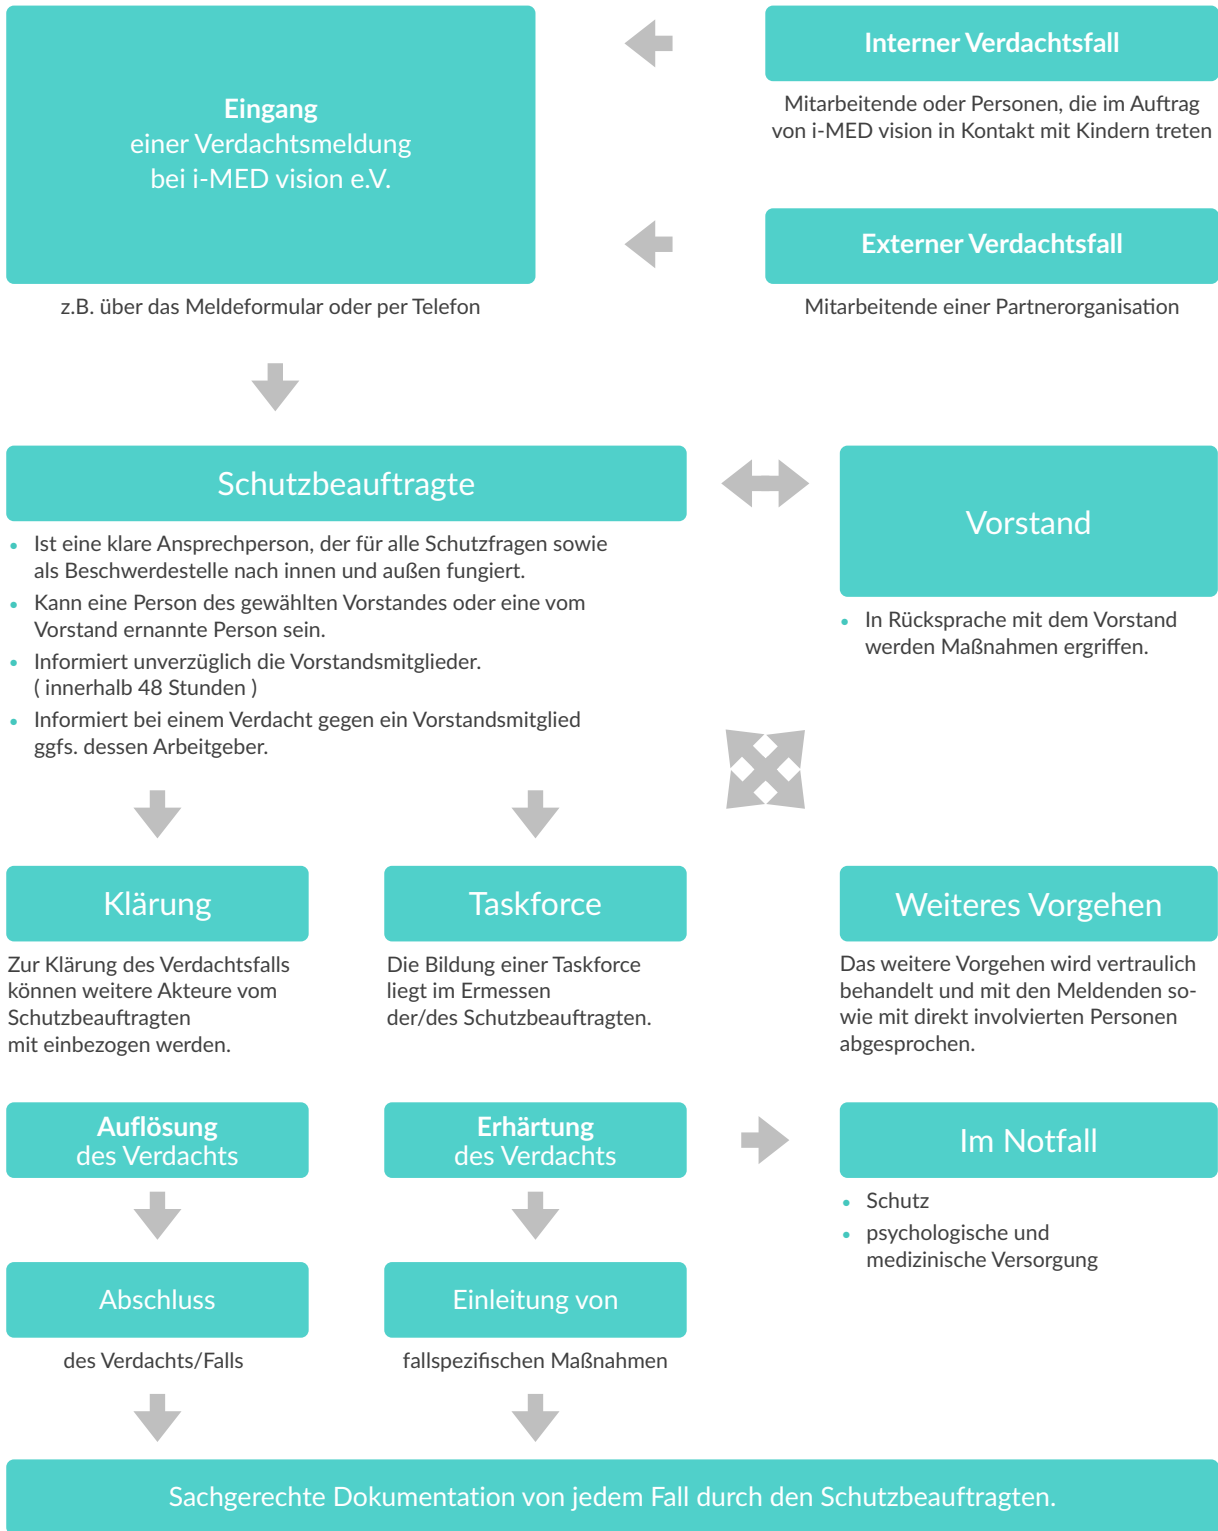 Eingang
einer Verdachtsmeldung
bei i-MED vision e.V.
z.B. über das Meldeformular oder per Telefon
Interner Verdachtsfall
Mitarbeitende oder Personen, die im Auftrag
von i-MED vision in Kontakt mit Kindern treten
Externer Verdachtsfall
Mitarbeitende einer Partnerorganisation
Schutzbeauftragte
• Ist eine klare Ansprechperson, der für alle Schutzfragen sowie
als Beschwerdestelle nach innen und außen fungiert.
• Kann eine Person des gewählten Vorstandes oder eine vom
Vorstand ernannte Person sein.
• Informiert unverzüglich die Vorstandsmitglieder.
( innerhalb 48 Stunden )
• Informiert bei einem Verdacht gegen ein Vorstandsmitglied
ggfs. dessen Arbeitgeber.
Vorstand
• In Rücksprache mit dem Vorstand
werden Maßnahmen ergriffen.
Klärung
Zur Klärung des Verdachtsfalls
können weitere Akteure vom
Schutzbeauftragten
mit einbezogen werden.
Taskforce
Die Bildung einer Taskforce
liegt im Ermessen
der/des Schutzbeauftragten.
Weiteres Vorgehen
Das weitere Vorgehen wird vertraulich
behandelt und mit den Meldenden so-
wie mit direkt involvierten Personen
abgesprochen.
Auflösung
des Verdachts
Erhärtung
des Verdachts
Im Notfall
• Schutz
• psychologische und
medizinische Versorgung
Abschluss
des Verdachts/Falls
Einleitung von
fallspezifischen Maßnahmen
Sachgerechte Dokumentation von jedem Fall durch den Schutzbeauftragten.